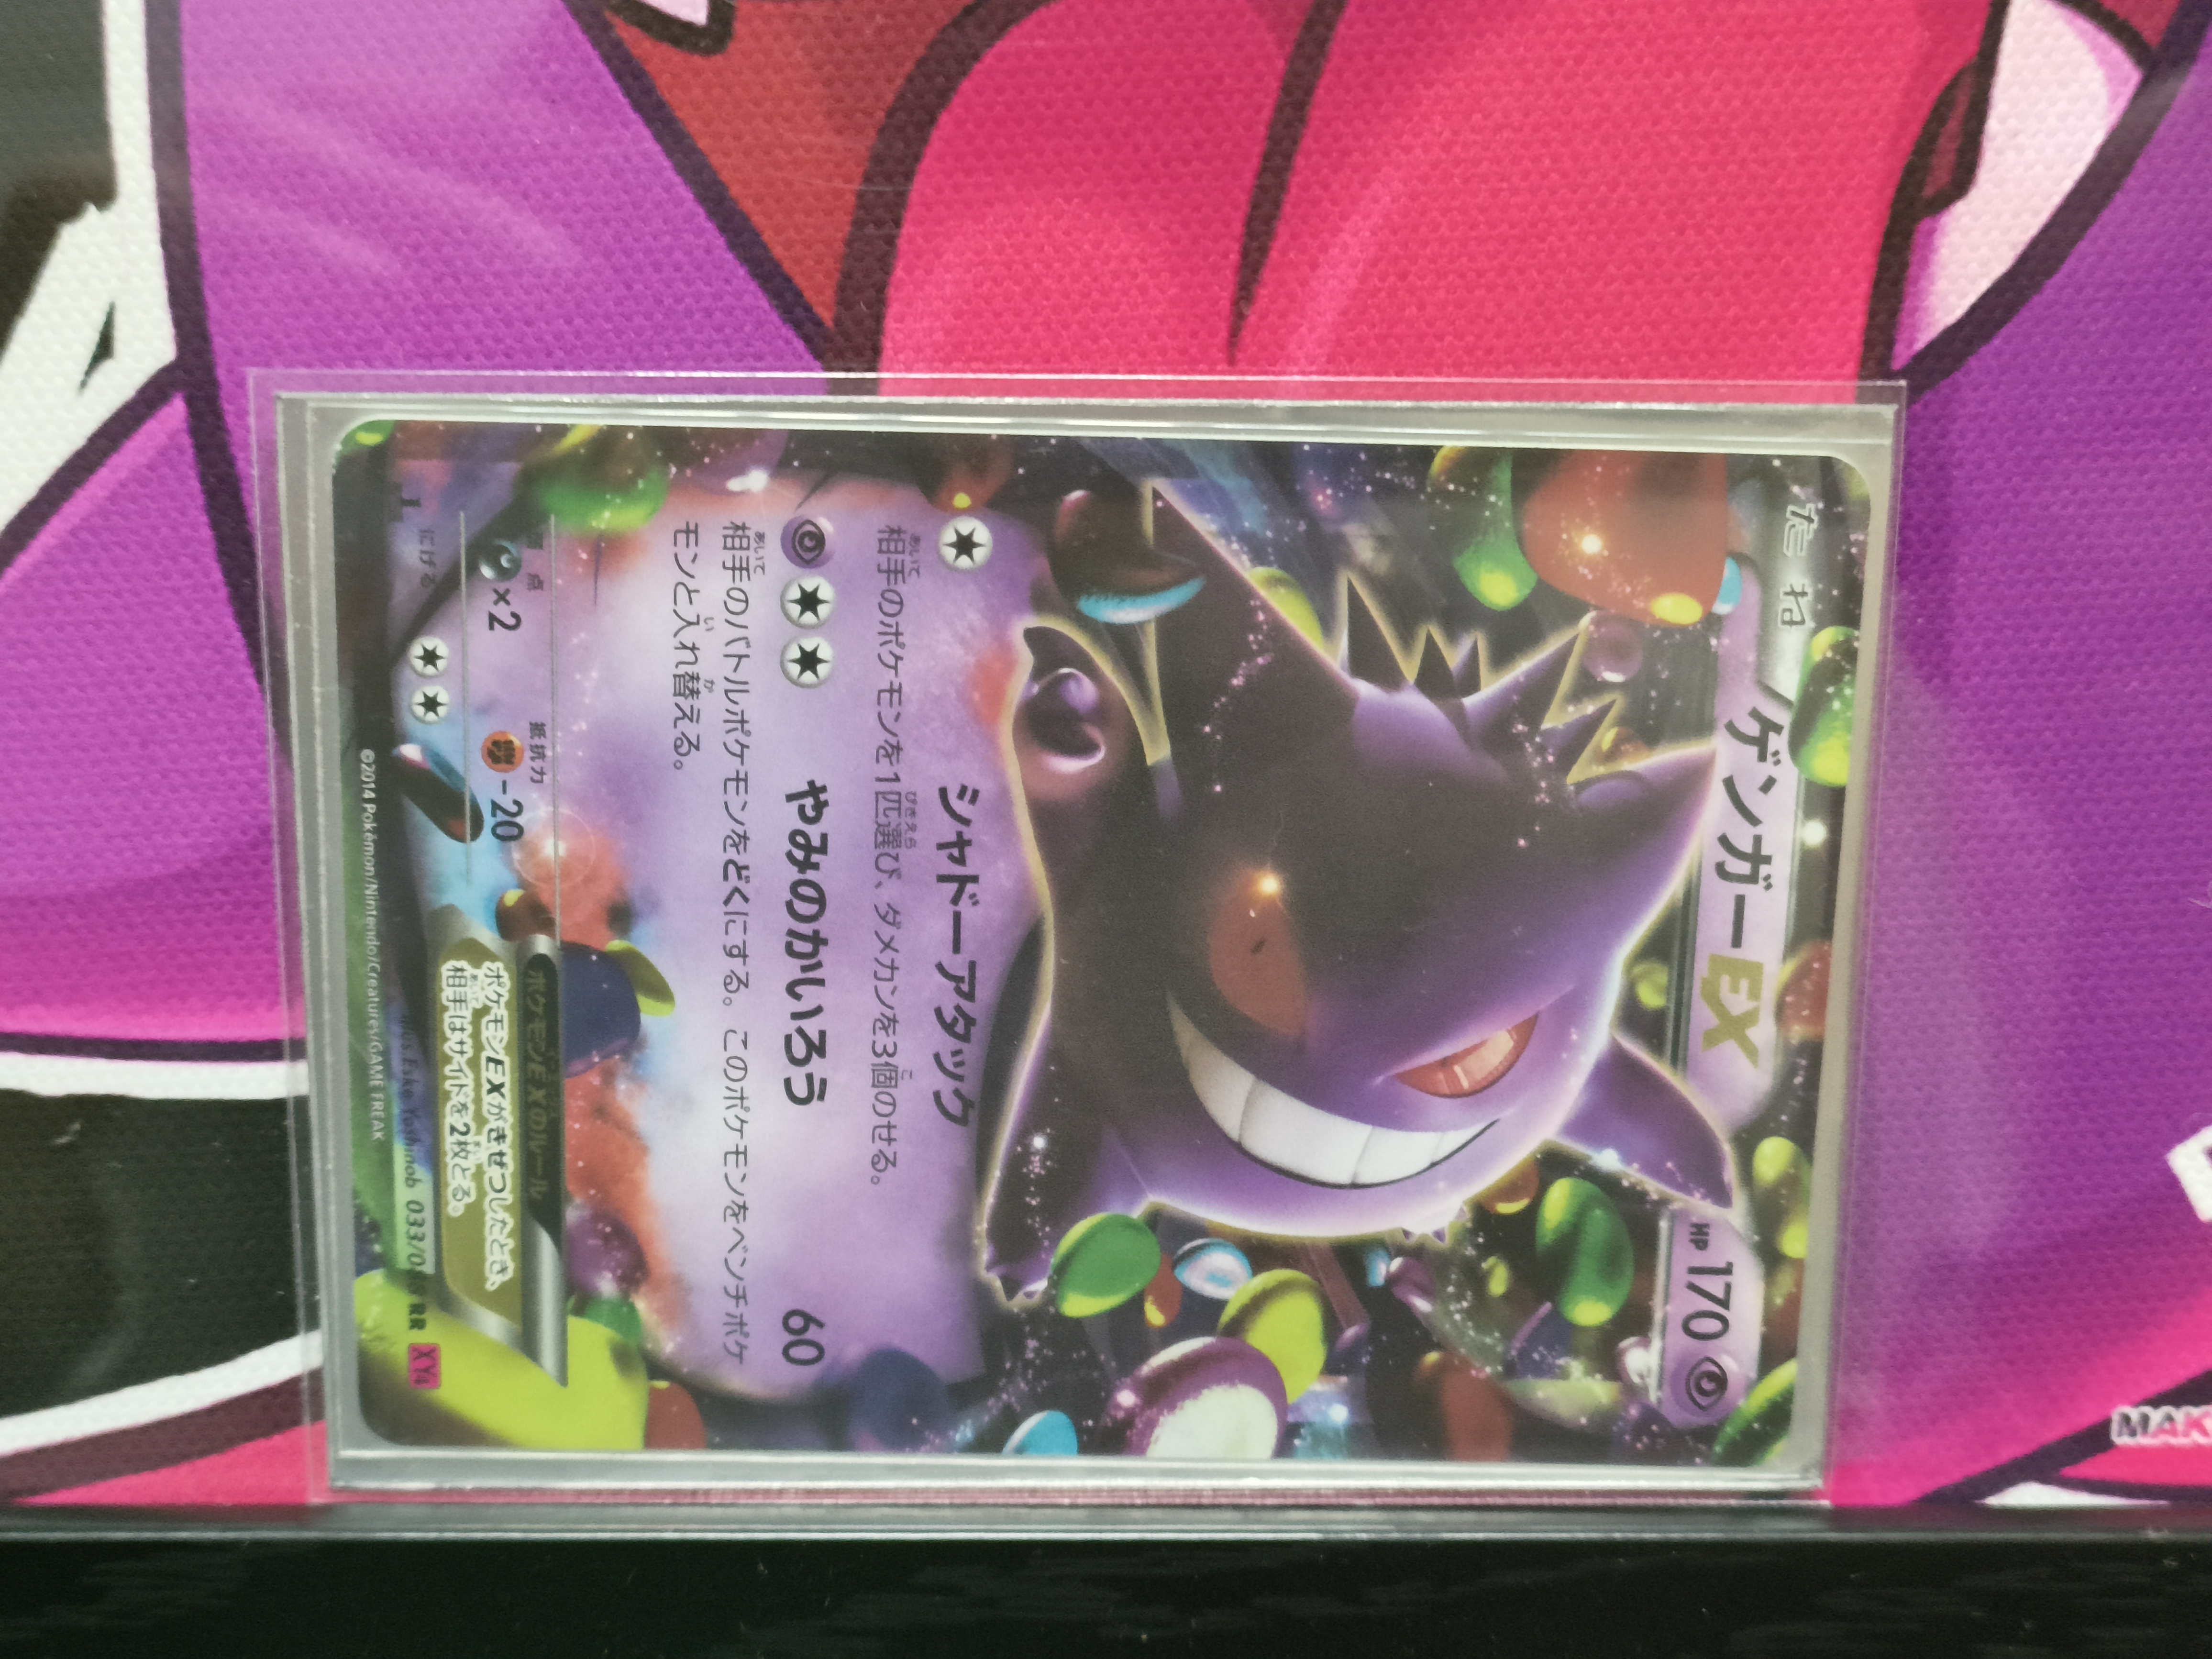 たね
ゲンガーEX
HP 170
シャドーアタック
相手のポケモンを1匹選び、ダメカンを3個のせる。
やみのかいろう 60
相手のバトルポケモンをどくにする。このポケモンをベンチポケ
モンと入れ替える。
点
抵抗力
×2
-20
にげる
ポケモンEXのルール
ポケモンEXがきぜつしたとき、
相手はサイドを2枚とる。
Eske Yoshinob 033/0 RR XY4
©2014 Pokémon/Nintendo/Creatures/GAME FREAK
MAK